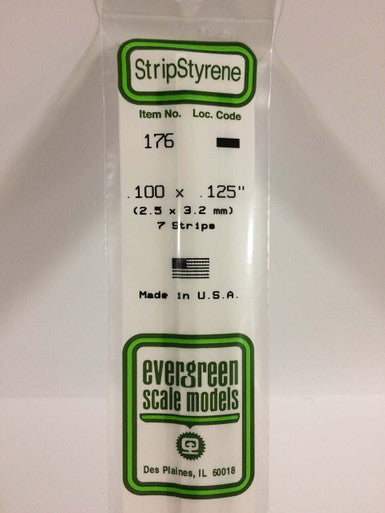 StripStyrene
Item No. Loc. Code
176
.100 x .125"
(2.5 x 3.2 mm)
7 Strips
Made in U.S.A.
evergreen
scale models
Des Plaines, IL 60018